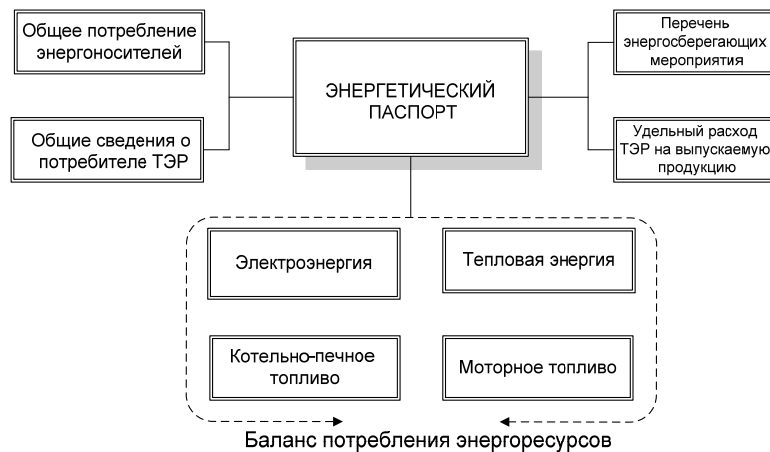 Общее потребление
энергоносителей
Общие сведения о
потребителе ТЭР
ЭНЕРГЕТИЧЕСКИЙ
ПАСПОРТ
Перечень
энергосберегающих
мероприятия
Удельный расход
ТЭР на выпускаемую
продукцию
Электроэнергия
Тепловая энергия
Котельно-печное
топливо
Моторное топливо
Баланс потребления энергоресурсов